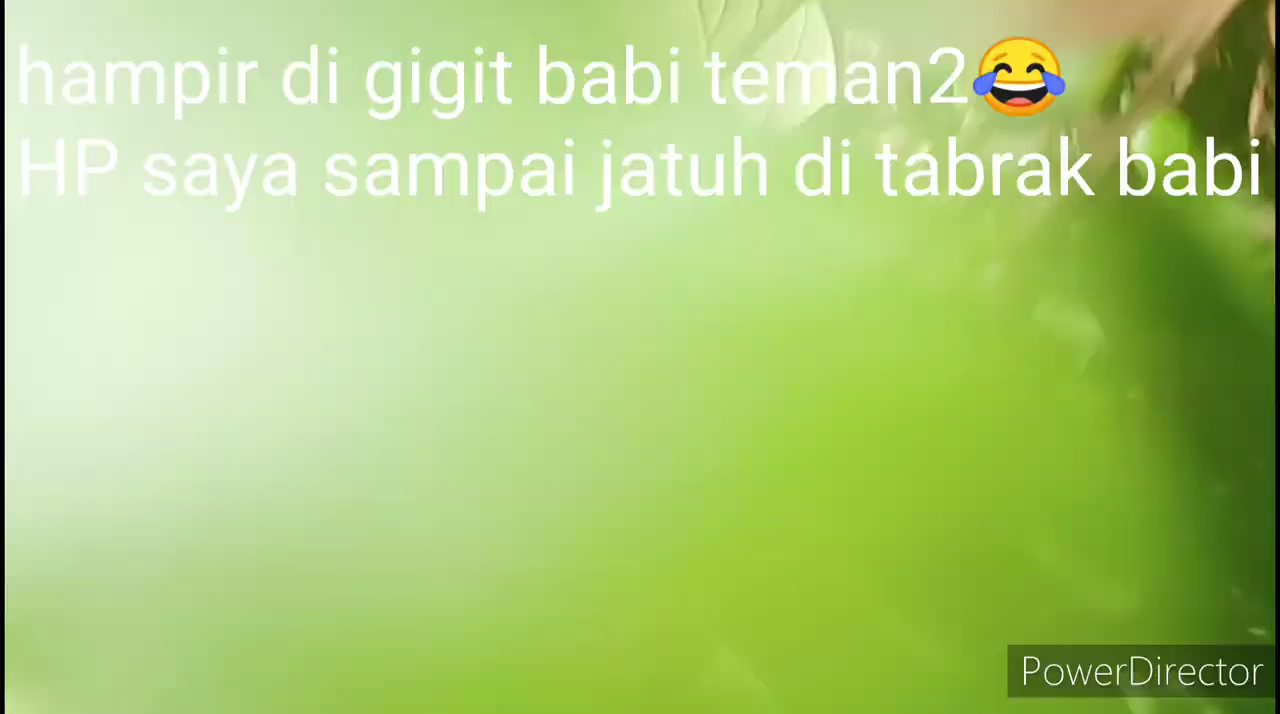 hampir di gigit babi teman2😂
HP saya sampai jatuh di tabrak babi
PowerDirector